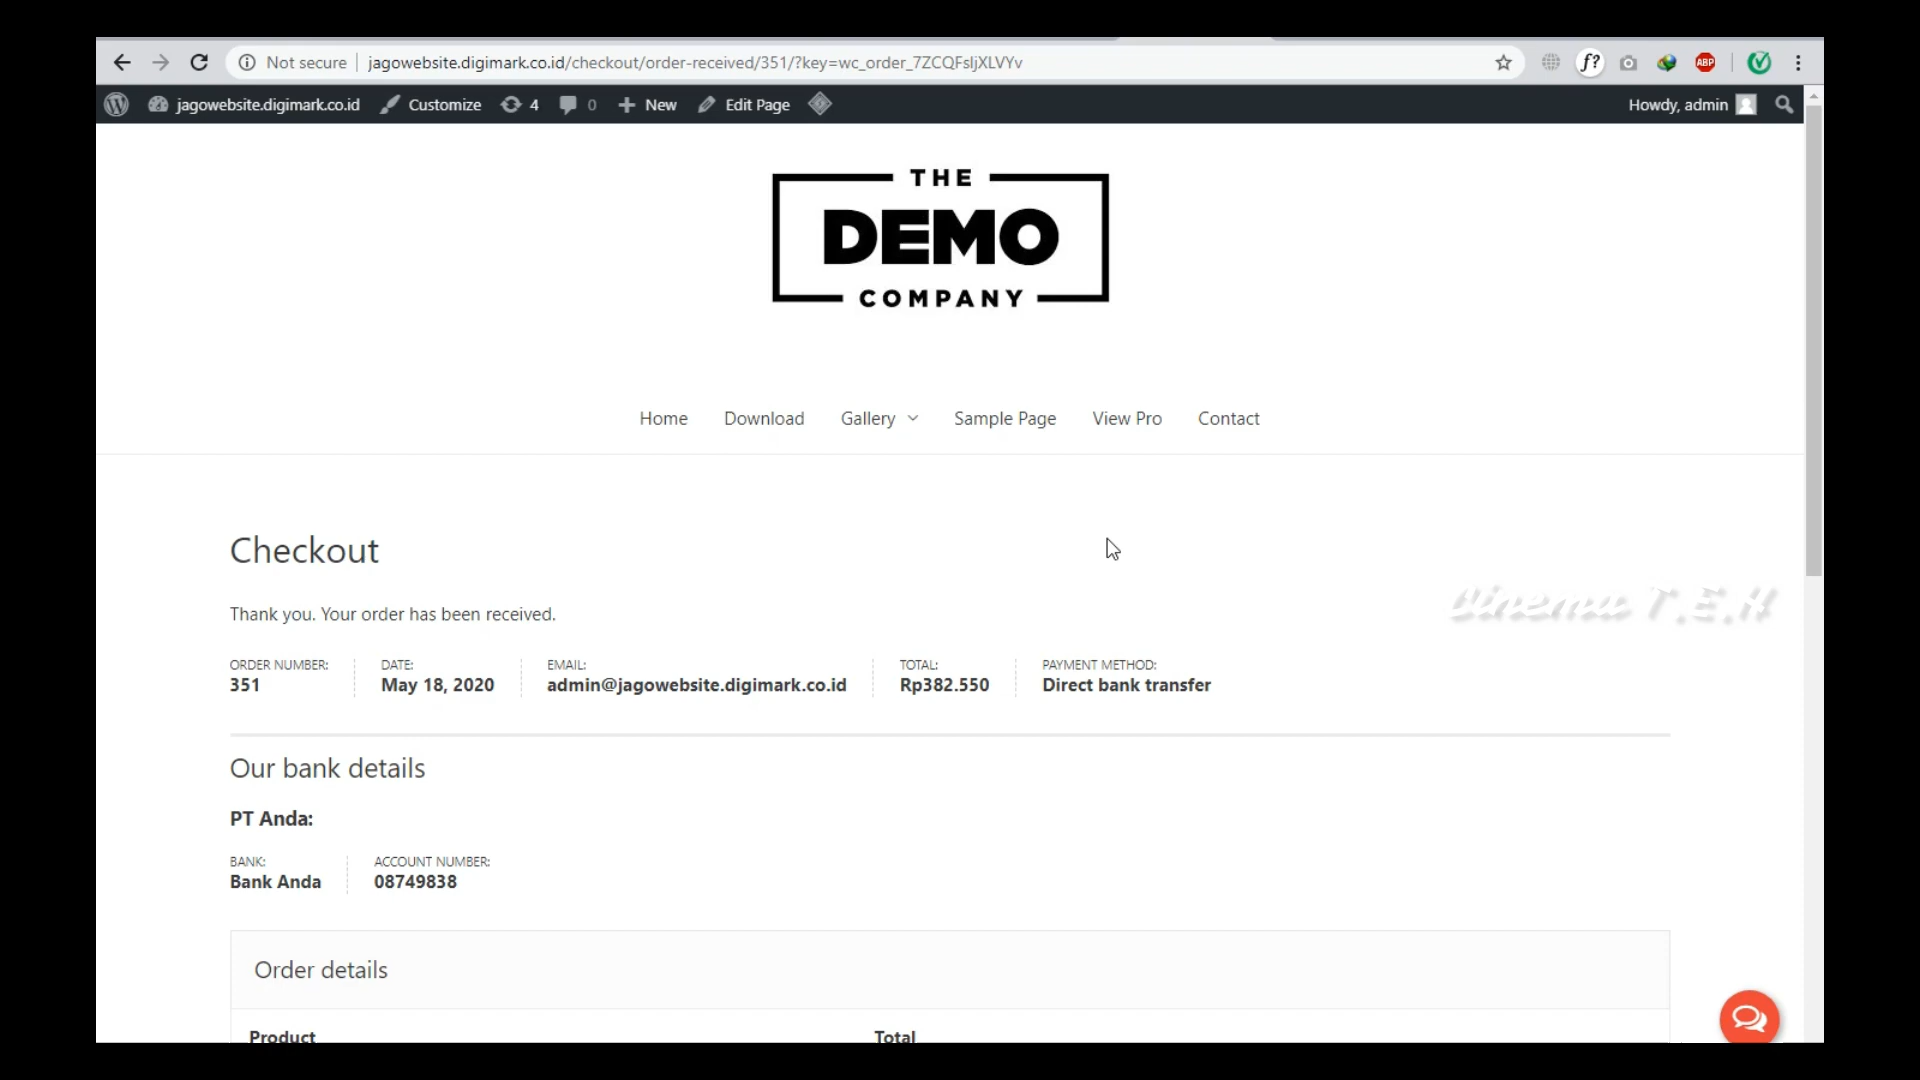 Not secure jagowebsite.digimark.co.id/checkout/order-received/351/?key=wc_order_7ZCQFsljXLVYv
f? ABP
jagowebsite.digimark.co.id Customize 4 0 New Edit Page Howdy, admin
THE
DEMO
COMPANY
Home Download Gallery Sample Page View Pro Contact
Checkout
Cinema T.E.H
Thank you. Your order has been received.
ORDER NUMBER: DATE: EMAIL: TOTAL: PAYMENT METHOD:
351 May 18, 2020 admin@jagowebsite.digimark.co.id Rp382.550 Direct bank transfer
Our bank details
PT Anda:
BANK: ACCOUNT NUMBER:
Bank Anda 08749838
Order details
Product Total